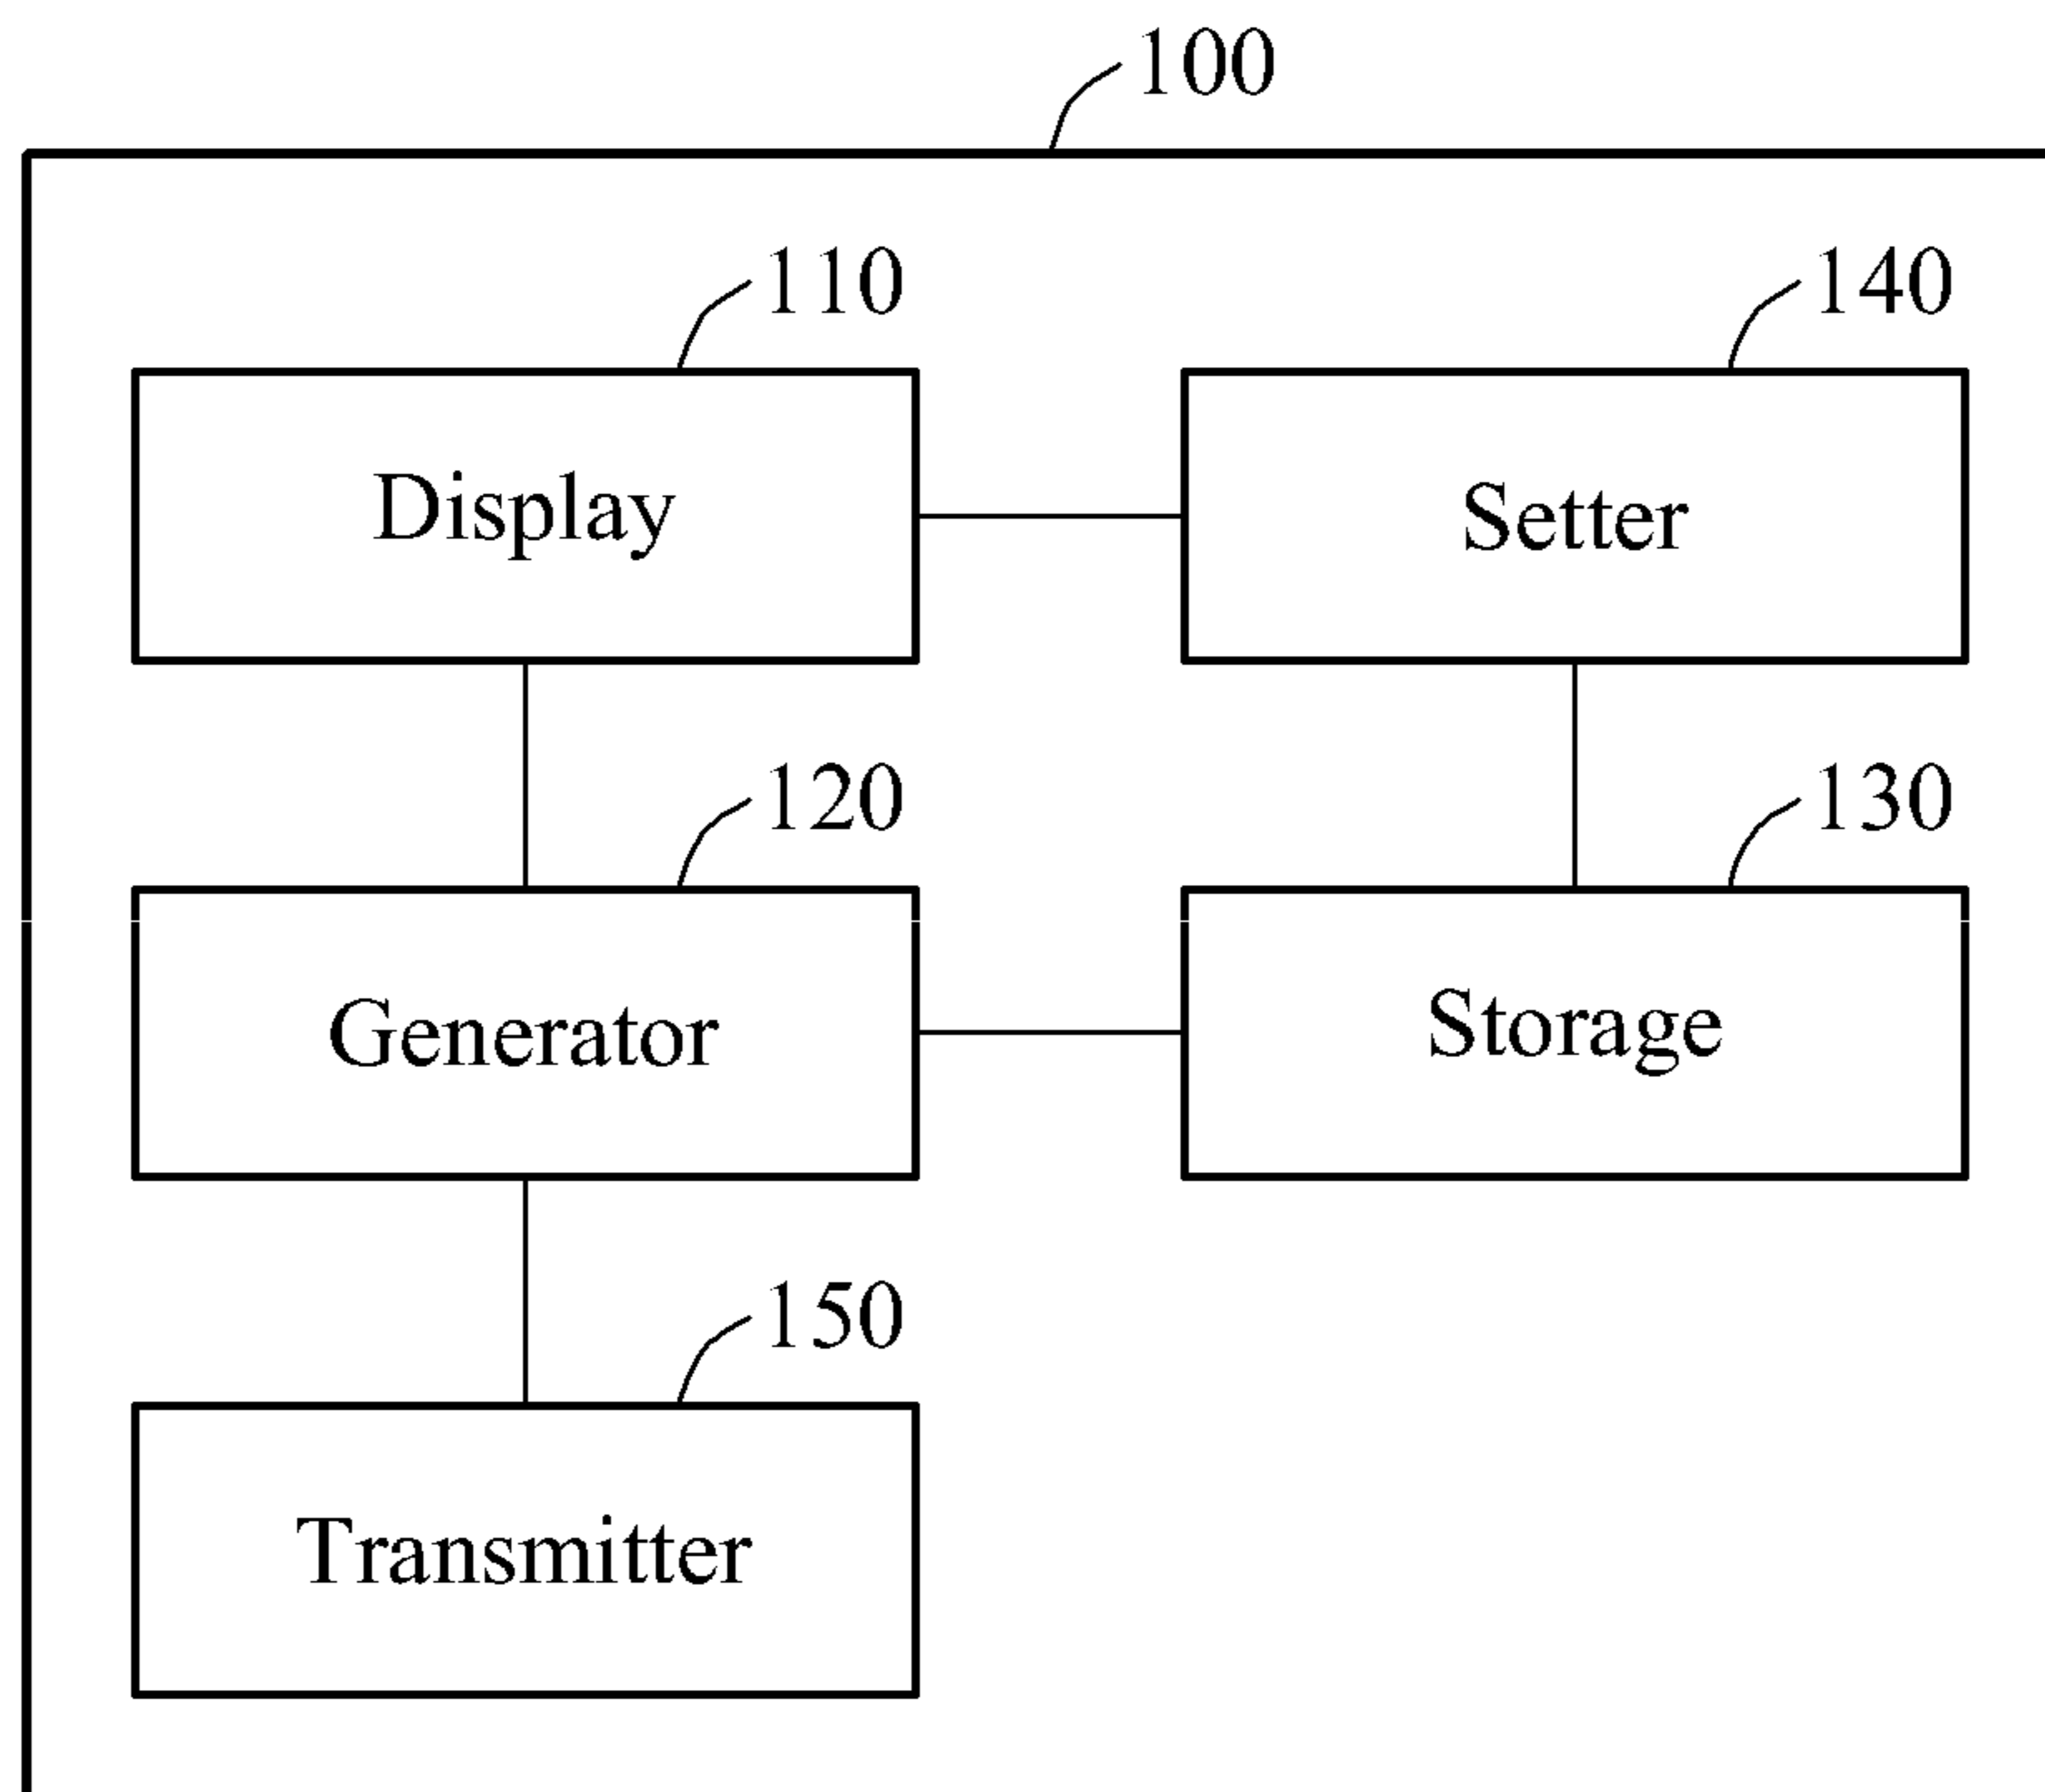 100
110
140
Display
Setter
120
130
Generator
Storage
150
Transmitter